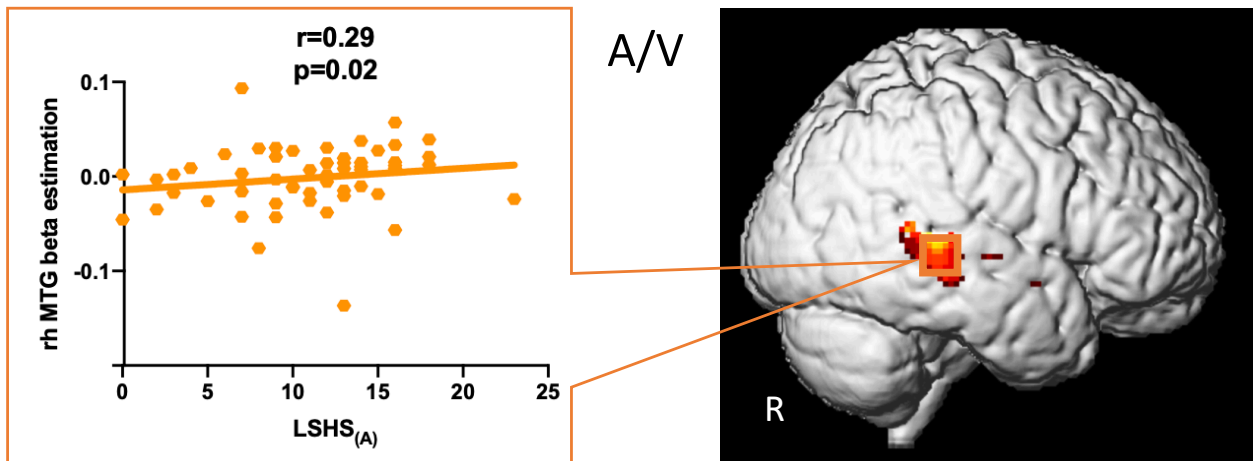 r=0.29
p=0.02
A/V
rh MTG beta estimation
0.1
0.0
-0.1
0 5 10 15 20 25
LSHS(A)
R